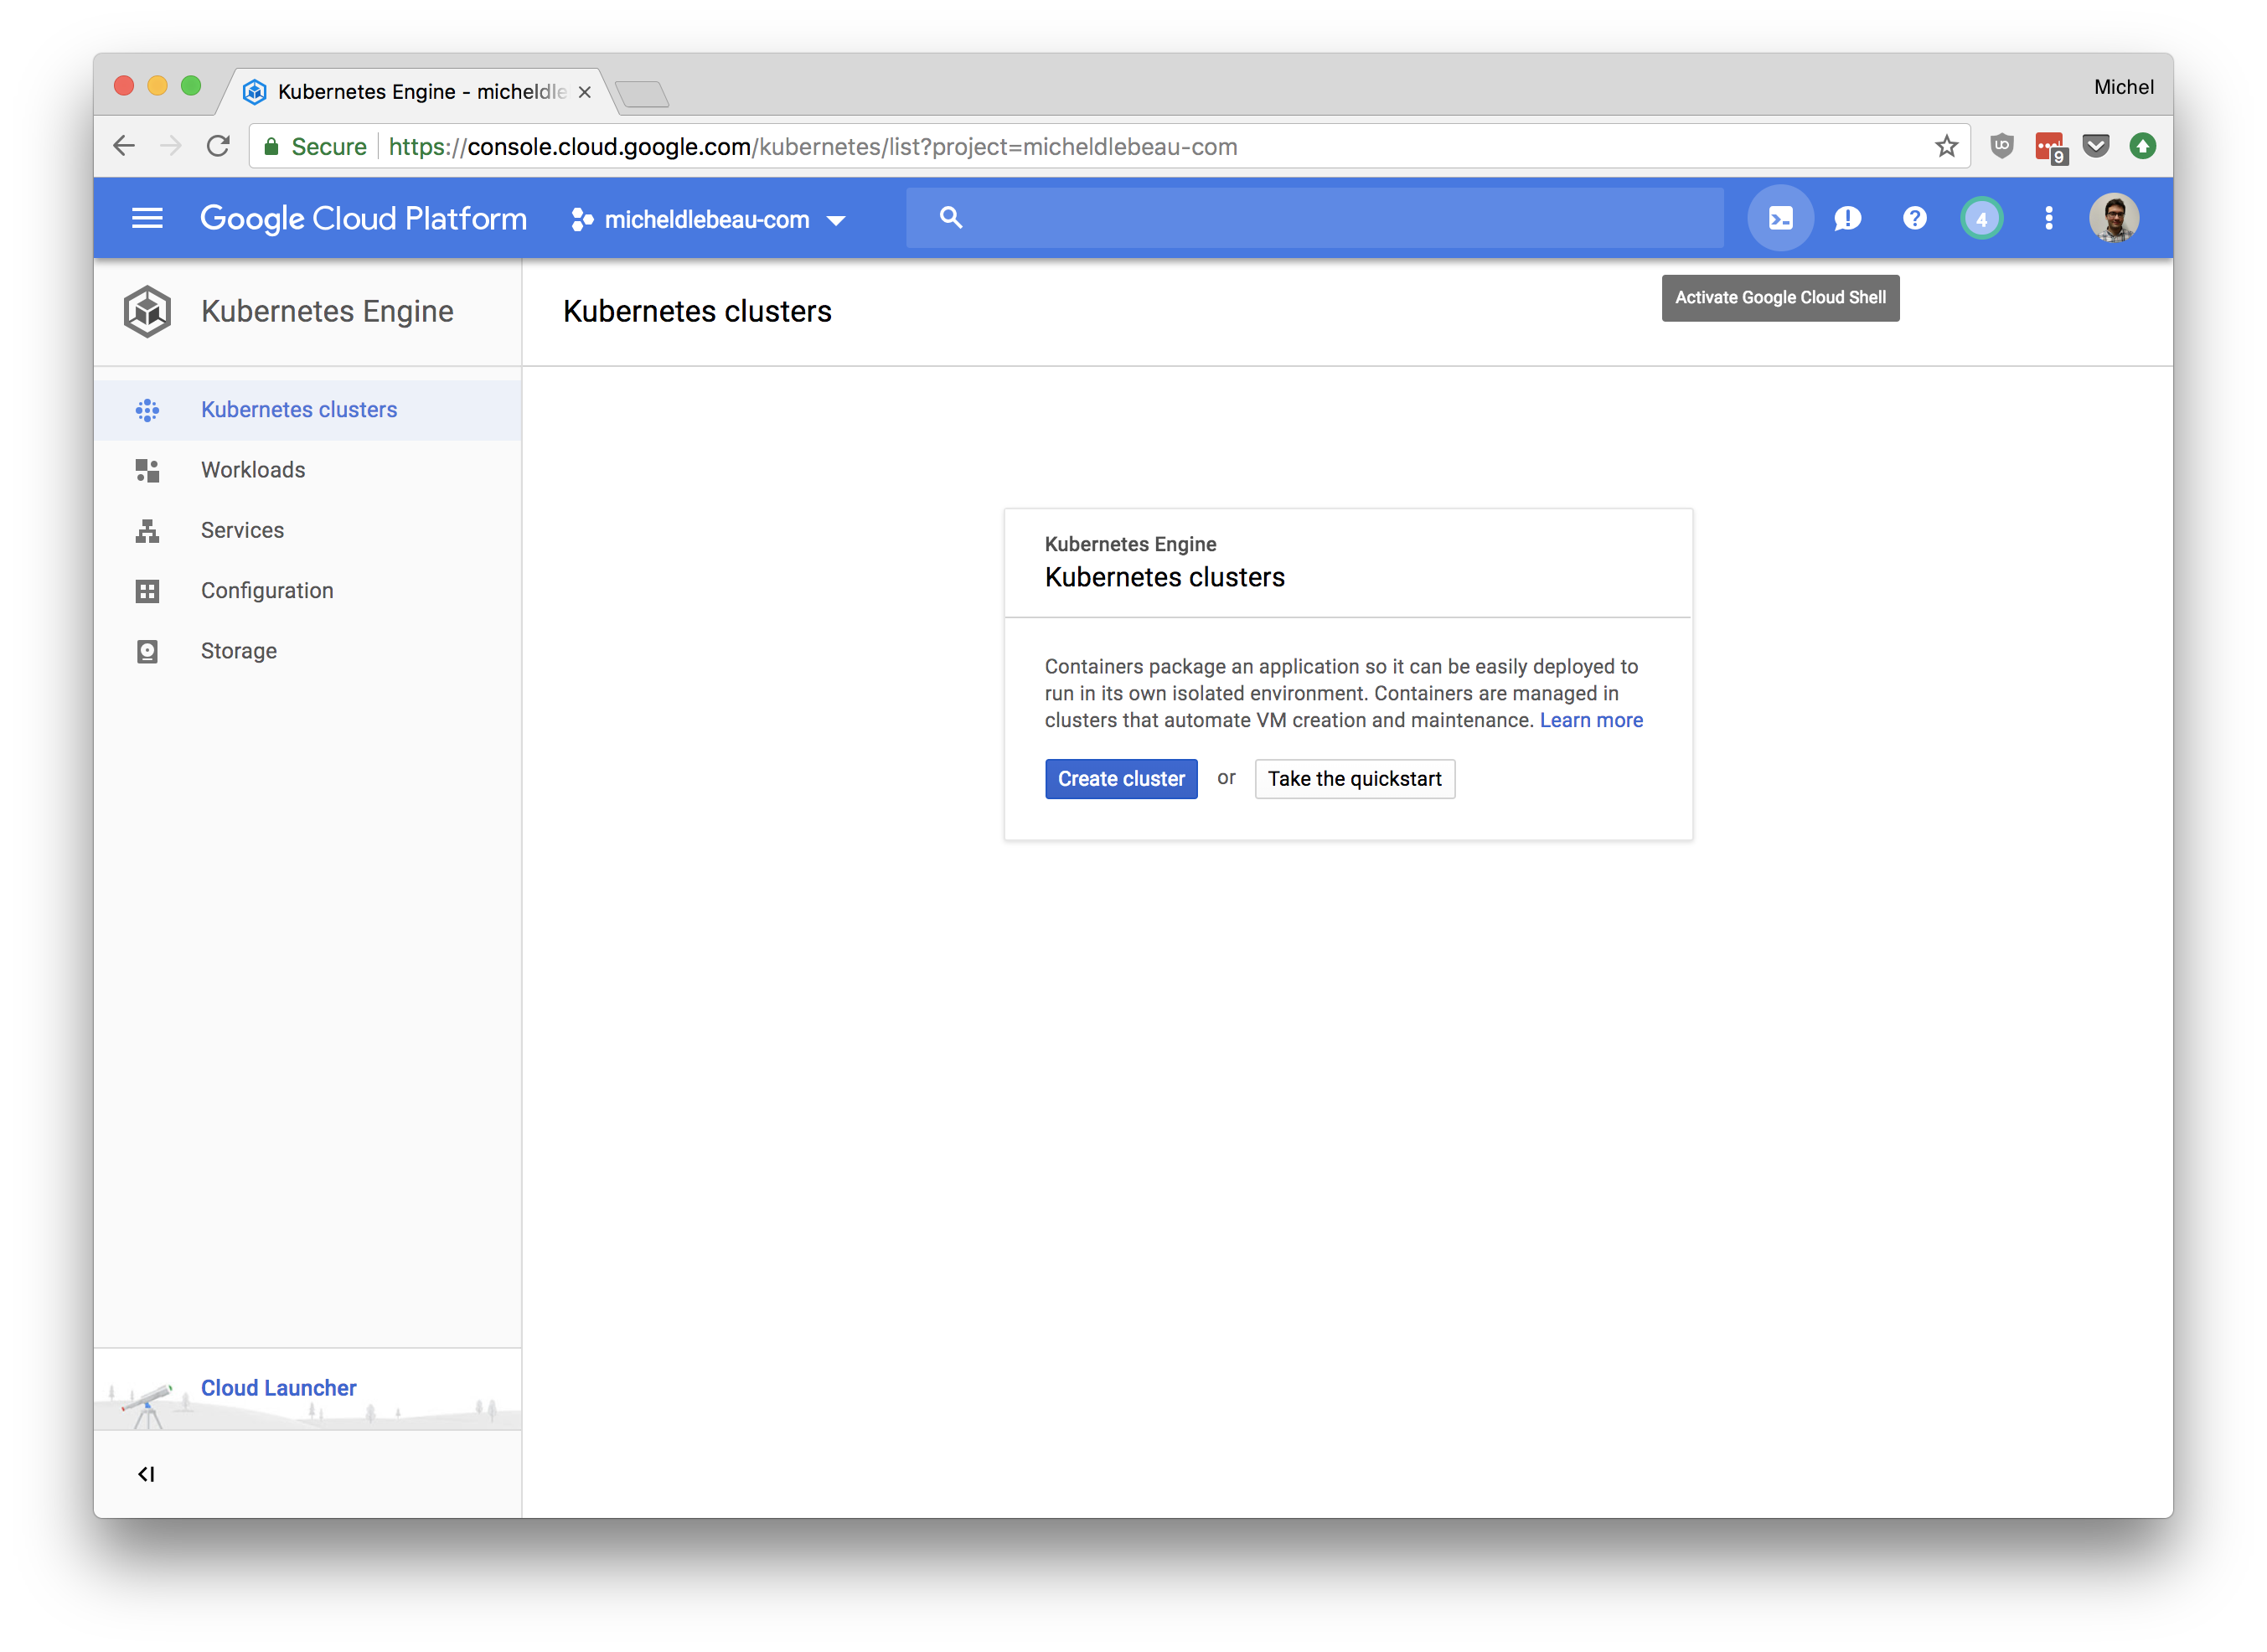 Kubernetes Engine - micheldle
Michel
Secure https://console.cloud.google.com/kubernetes/list?project=micheldlebeau-com
9
Google Cloud Platform
micheldlebeau-com
4
Kubernetes Engine
Kubernetes clusters
Activate Google Cloud Shell
Kubernetes clusters
Workloads
Services
Configuration
Storage
Kubernetes Engine
Kubernetes clusters
Containers package an application so it can be easily deployed to
run in its own isolated environment. Containers are managed in
clusters that automate VM creation and maintenance. Learn more
Create cluster or Take the quickstart
Cloud Launcher